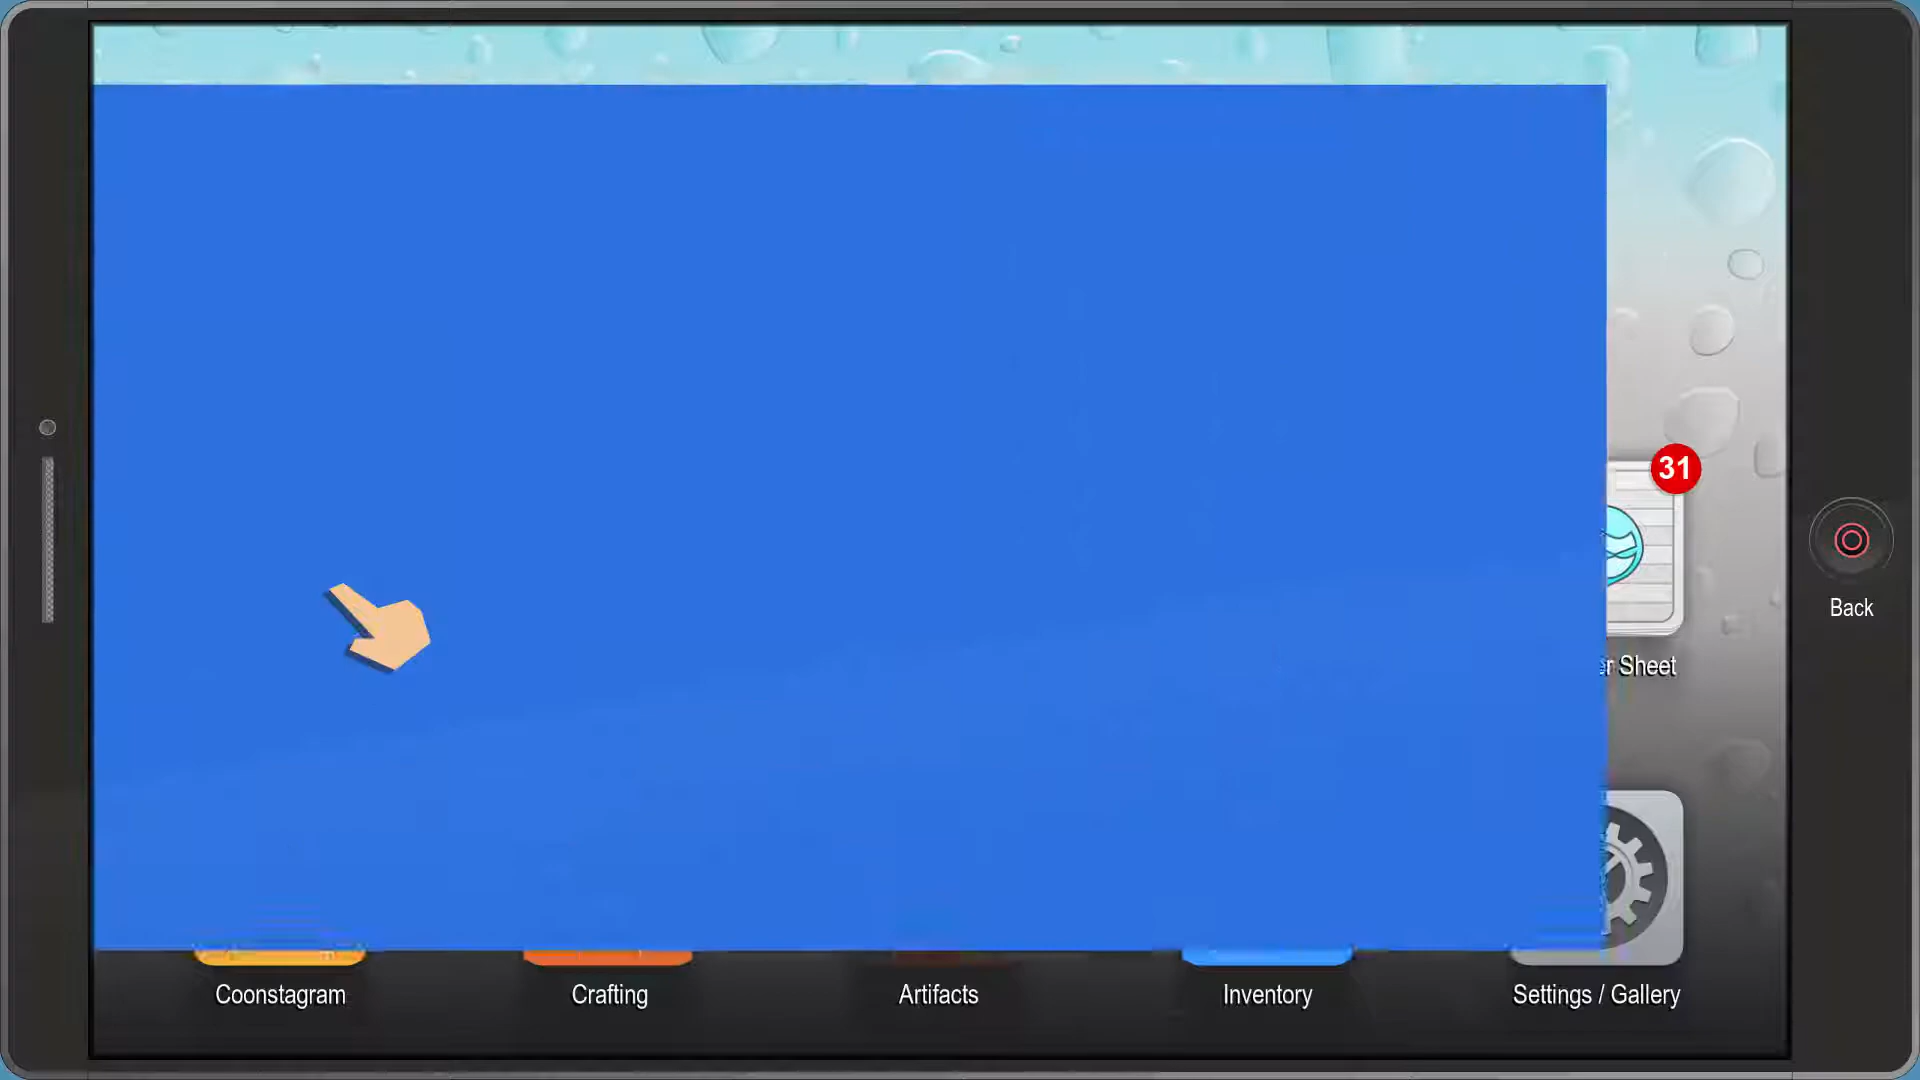 31
Back
r Sheet
Coonstagram
Crafting
Artifacts
Inventory
Settings / Gallery